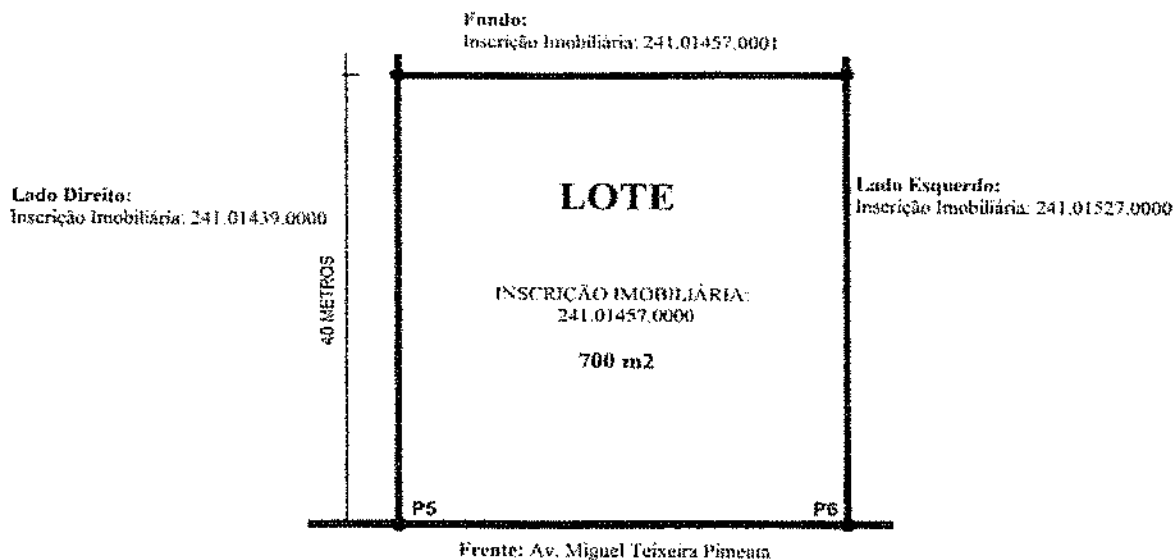 Fundo:
Inscrição Imobiliária: 241.01457.0001
Lado Direito:
Inscrição Imobiliária: 241.01439.0000
LOTE
Lado Esquerdo:
Inscrição Imobiliária: 241.01527.0000
40 METROS
INSCRIÇÃO IMOBILIÁRIA:
241.01457.0000
700 m2
P5
P6
Frente: Av. Miguel Teixeira Pimenta